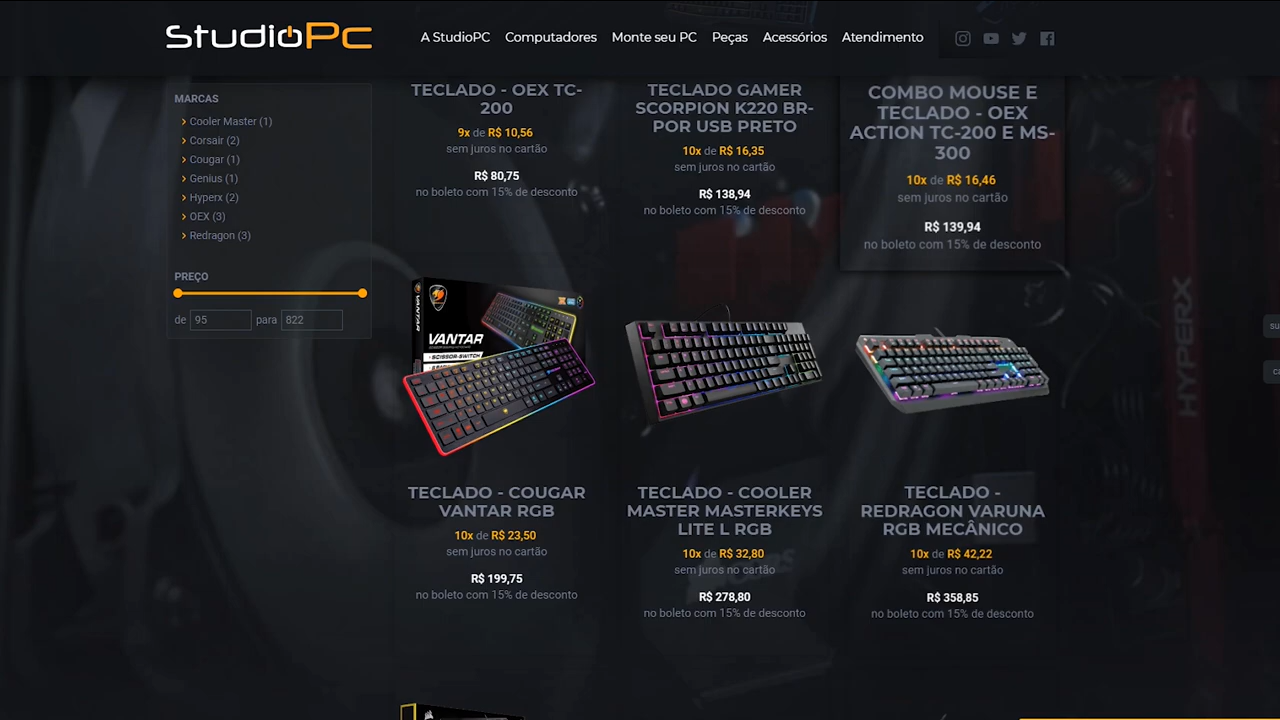 StudioPc
A StudioPC Computadores Monte seu PC Peças Acessórios Atendimento
MARCAS
Cooler Master (1)
Corsair (2)
Cougar (1)
Genius (1)
Hyperx (2)
OEX (3)
Redragon (3)
PREÇO
de 95 para 822
TECLADO - OEX TC-
200
9x de R$ 10,56
sem juros no cartão
R$ 80,75
no boleto com 15% de desconto
TECLADO GAMER
SCORPION K220 BR-
POR USB PRETO
10x de R$ 16,35
sem juros no cartão
R$ 138,94
no boleto com 15% de desconto
COMBO MOUSE E
TECLADO - OEX
ACTION TC-200 E MS-
300
10x de R$ 16,46
sem juros no cartão
R$ 139,94
no boleto com 15% de desconto
VANTAR
VANTAR
SCISSOR-SWITCH
TECLADO - COUGAR
VANTAR RGB
10x de R$ 23,50
sem juros no cartão
R$ 199,75
no boleto com 15% de desconto
TECLADO - COOLER
MASTER MASTERKEYS
LITE L RGB
10x de R$ 32,80
sem juros no cartão
R$ 278,80
no boleto com 15% de desconto
TECLADO -
REDRAGON VARUNA
RGB MECÂNICO
10x de R$ 42,22
sem juros no cartão
R$ 358,85
no boleto com 15% de desconto
HYPERX